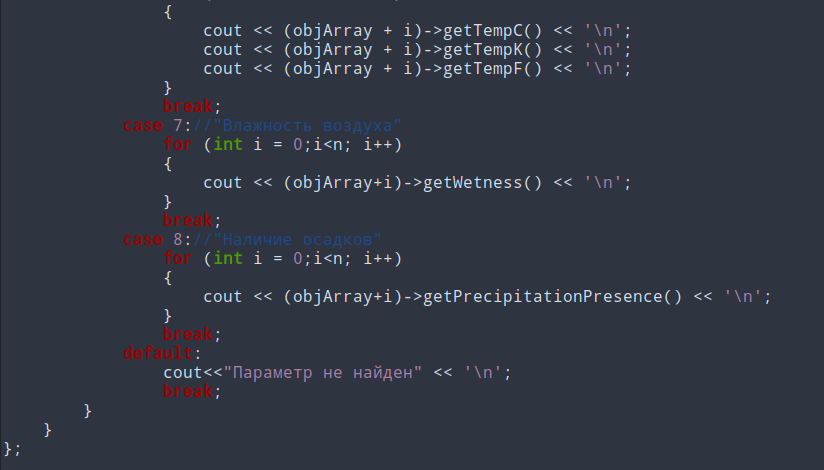 {
cout << (objArray + i)->getTempC() << '\n';
cout << (objArray + i)->getTempK() << '\n';
cout << (objArray + i)->getTempF() << '\n';
}
break;
case 7://"Влажность воздуха"
for (int i = 0;i<n; i++)
{
cout << (objArray+i)->getWetness() << '\n';
}
break;
case 8://"Наличие осадков"
for (int i = 0;i<n; i++)
{
cout << (objArray+i)->getPrecipitationPresence() << '\n';
}
break;
default:
cout<<"Параметр не найден" << '\n';
break;
}
}
};